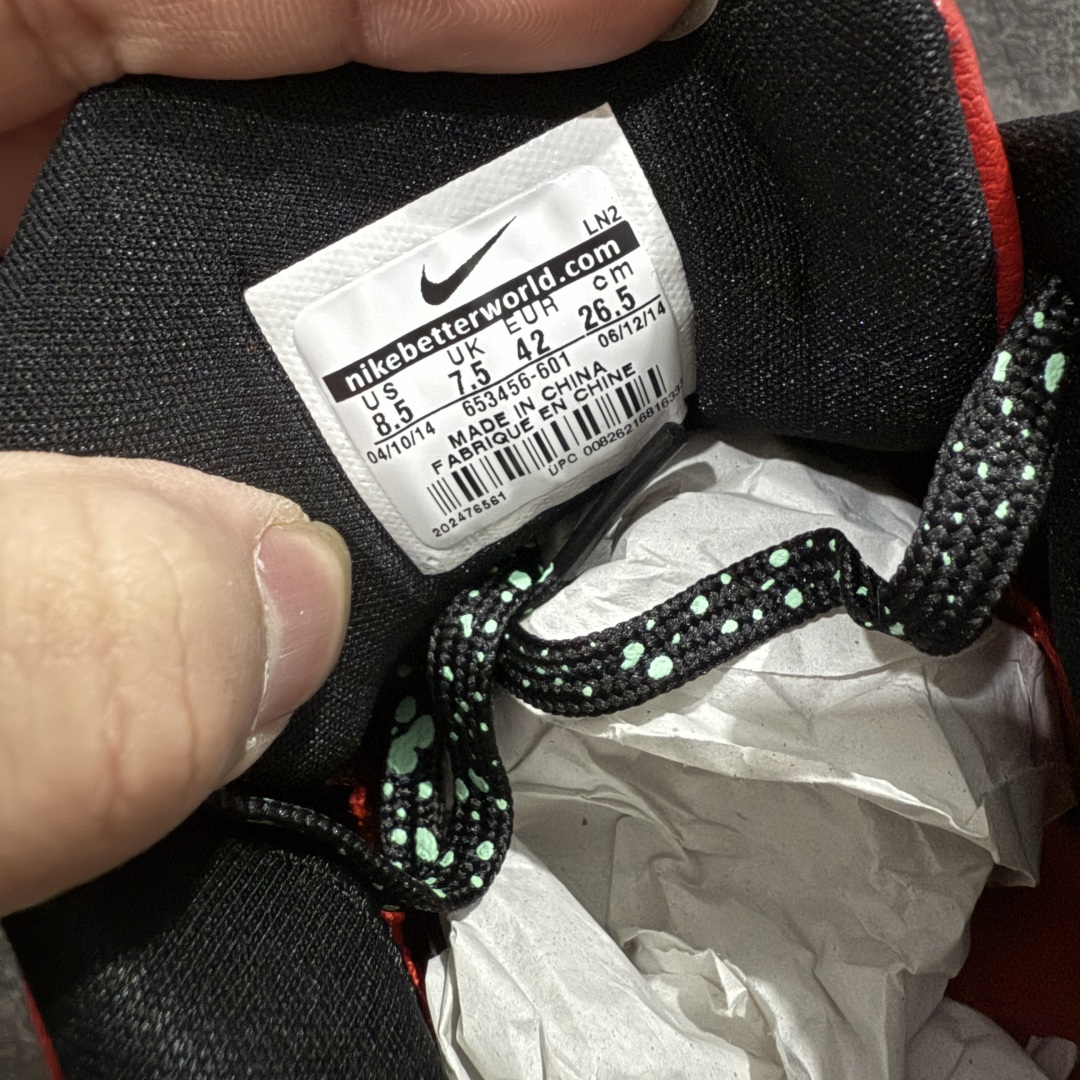 LN2
nikebetterworld.com
US UK EUR cm
8.5 7.5 42 26.5
04/10/14 653456-601 06/12/14
MADE IN CHINA
FABRIQUE EN CHINE
202476561 UPC 00826216816